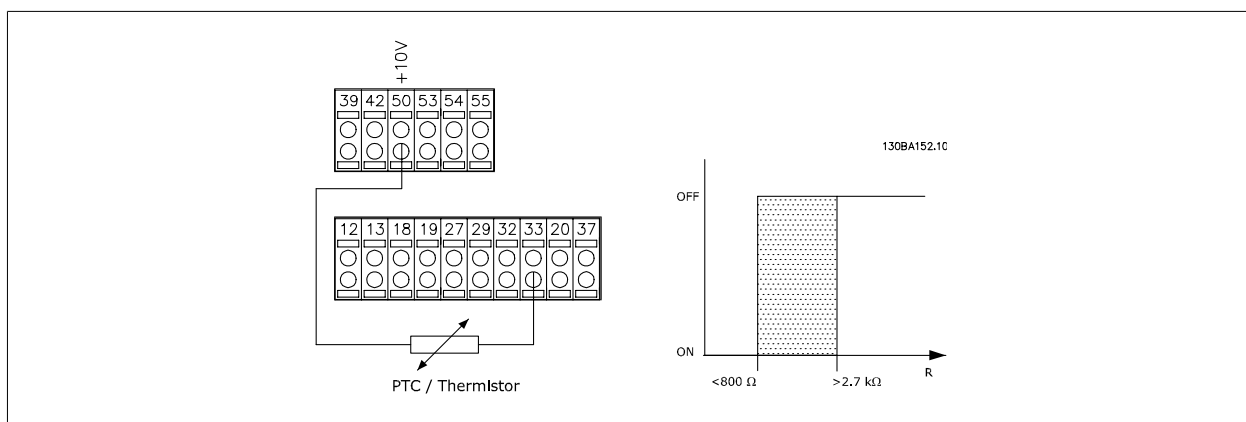 +10V
39 42 50 53 54 55
130BA152.10
OFF
12 13 18 19 27 29 32 33 20 37
ON
<800 Ω
>2.7 kΩ
R
PTC / Thermistor